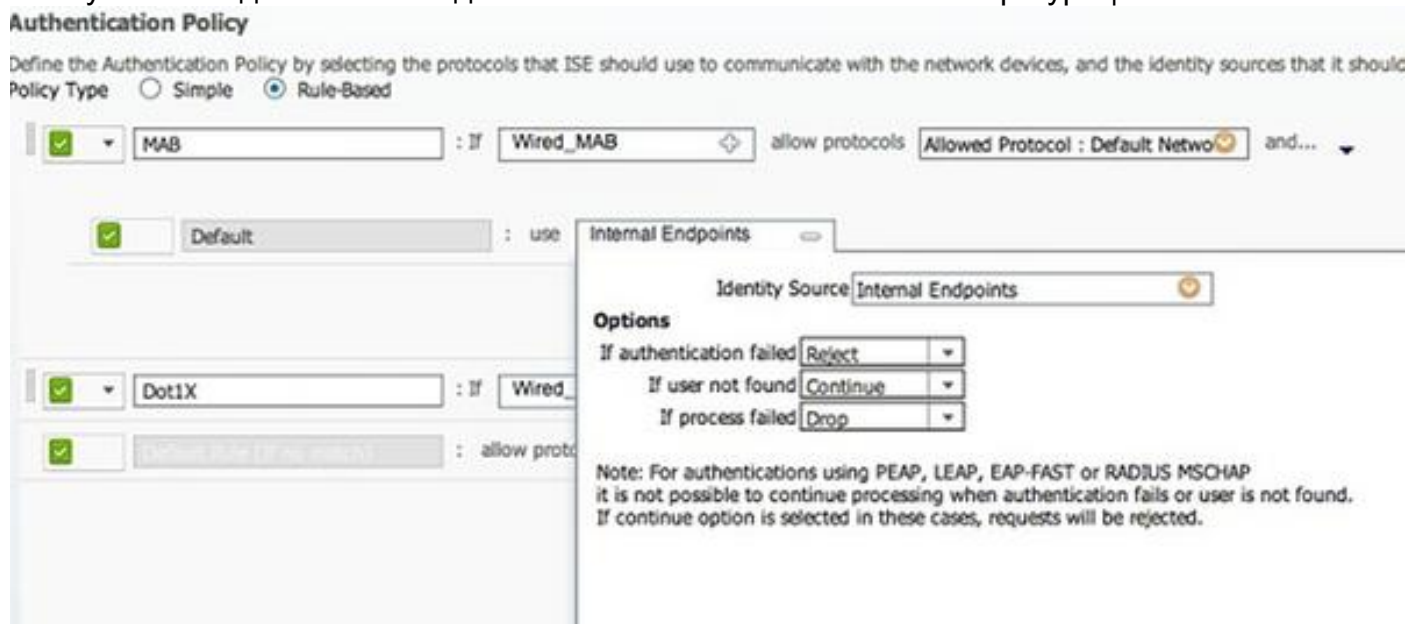 Authentication Policy
Define the Authentication Policy by selecting the protocols that ISE should use to communicate with the network devices, and the identity sources that it should
Policy Type Simple Rule-Based
MAB : If Wired_MAB allow protocols Allowed Protocol : Default Netwo and...
Default : use Internal Endpoints
Identity Source Internal Endpoints
Options
If authentication failed Reject
If user not found Continue
If process failed Drop
Dot1X : If Wired_
: allow proto
Note: For authentications using PEAP, LEAP, EAP-FAST or RADIUS MSCHAP
it is not possible to continue processing when authentication fails or user is not found.
If continue option is selected in these cases, requests will be rejected.